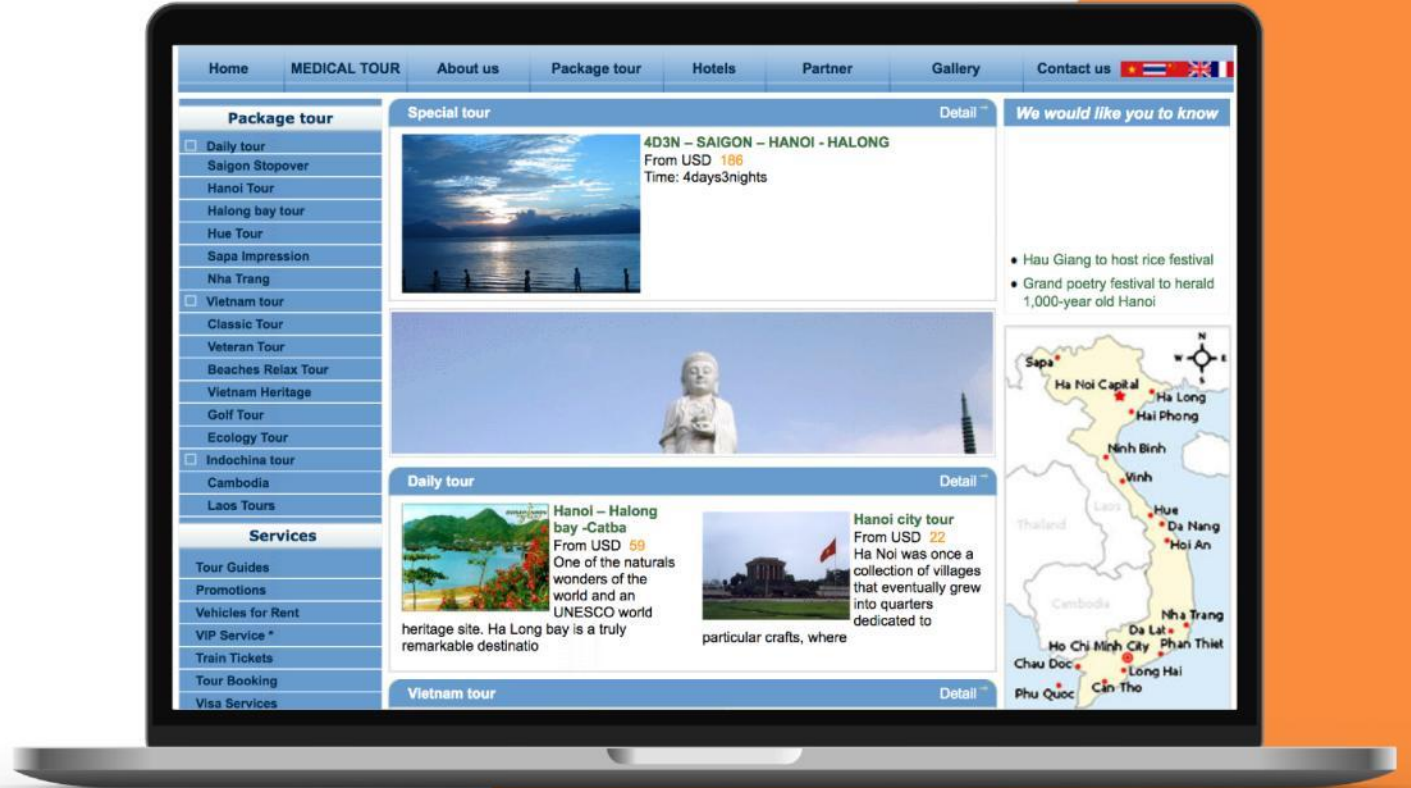 Home MEDICAL TOUR About us Package tour Hotels Partner Gallery Contact us
Package tour
Daily tour
Saigon Stopover
Hanoi Tour
Halong bay tour
Hue Tour
Sapa Impression
Nha Trang
Vietnam tour
Classic Tour
Veteran Tour
Beaches Relax Tour
Vietnam Heritage
Golf Tour
Ecology Tour
Indochina tour
Cambodia
Laos Tours
Services
Tour Guides
Promotions
Vehicles for Rent
VIP Service *
Train Tickets
Tour Booking
Visa Services
Special tour Detail →
4D3N – SAIGON – HANOI - HALONG
From USD 186
Time: 4days3nights
Daily tour Detail →
Hanoi – Halong
bay -Catba
From USD 59
One of the naturals
wonders of the
world and an
UNESCO world
heritage site. Ha Long bay is a truly
remarkable destinatio
Hanoi city tour
From USD 22
Ha Noi was once a
collection of villages
that eventually grew
into quarters
dedicated to
particular crafts, where
Vietnam tour Detail →
We would like you to know
Hau Giang to host rice festival
Grand poetry festival to herald
1,000-year old Hanoi
N
W E
S
Sapa
Ha Noi Capital
Ha Long
Hai Phong
Ninh Binh
Vinh
Laos
Hue
Thailand
Da Nang
Hoi An
Cambodia
Nha Trang
Da Lat
Ho Chi Minh City Phan Thiet
Chau Doc
Long Hai
Phu Quoc Can Tho